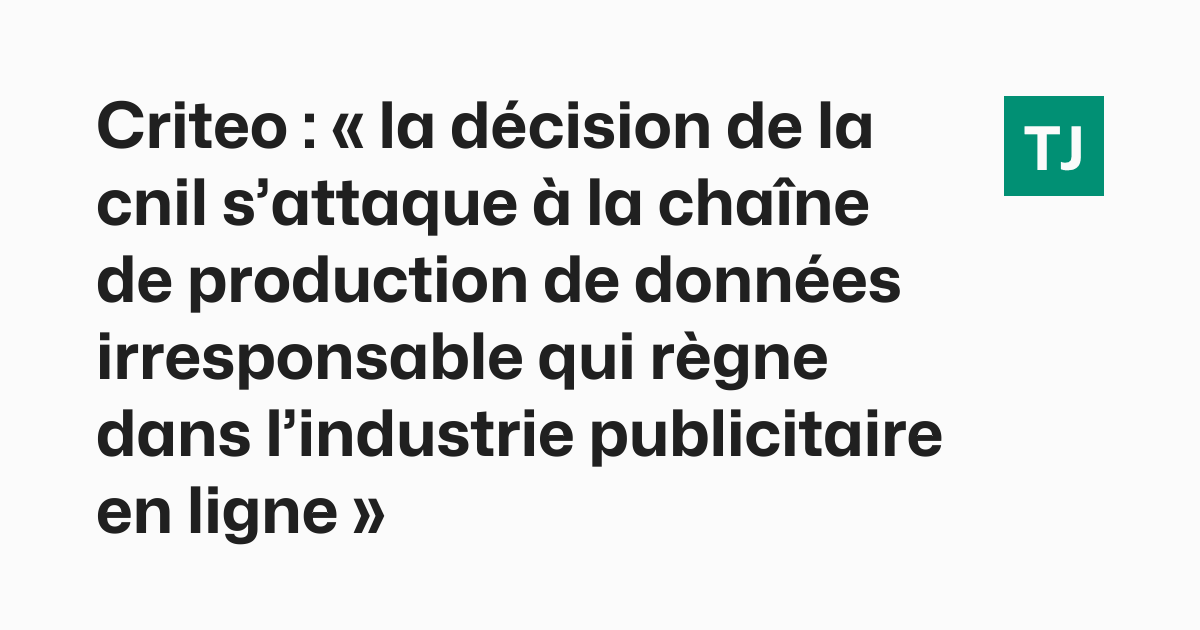 Criteo : « la décision de la
cnil s’attaque à la chaîne
de production de données
irresponsable qui règne
dans l’industrie publicitaire
en ligne »
TJ